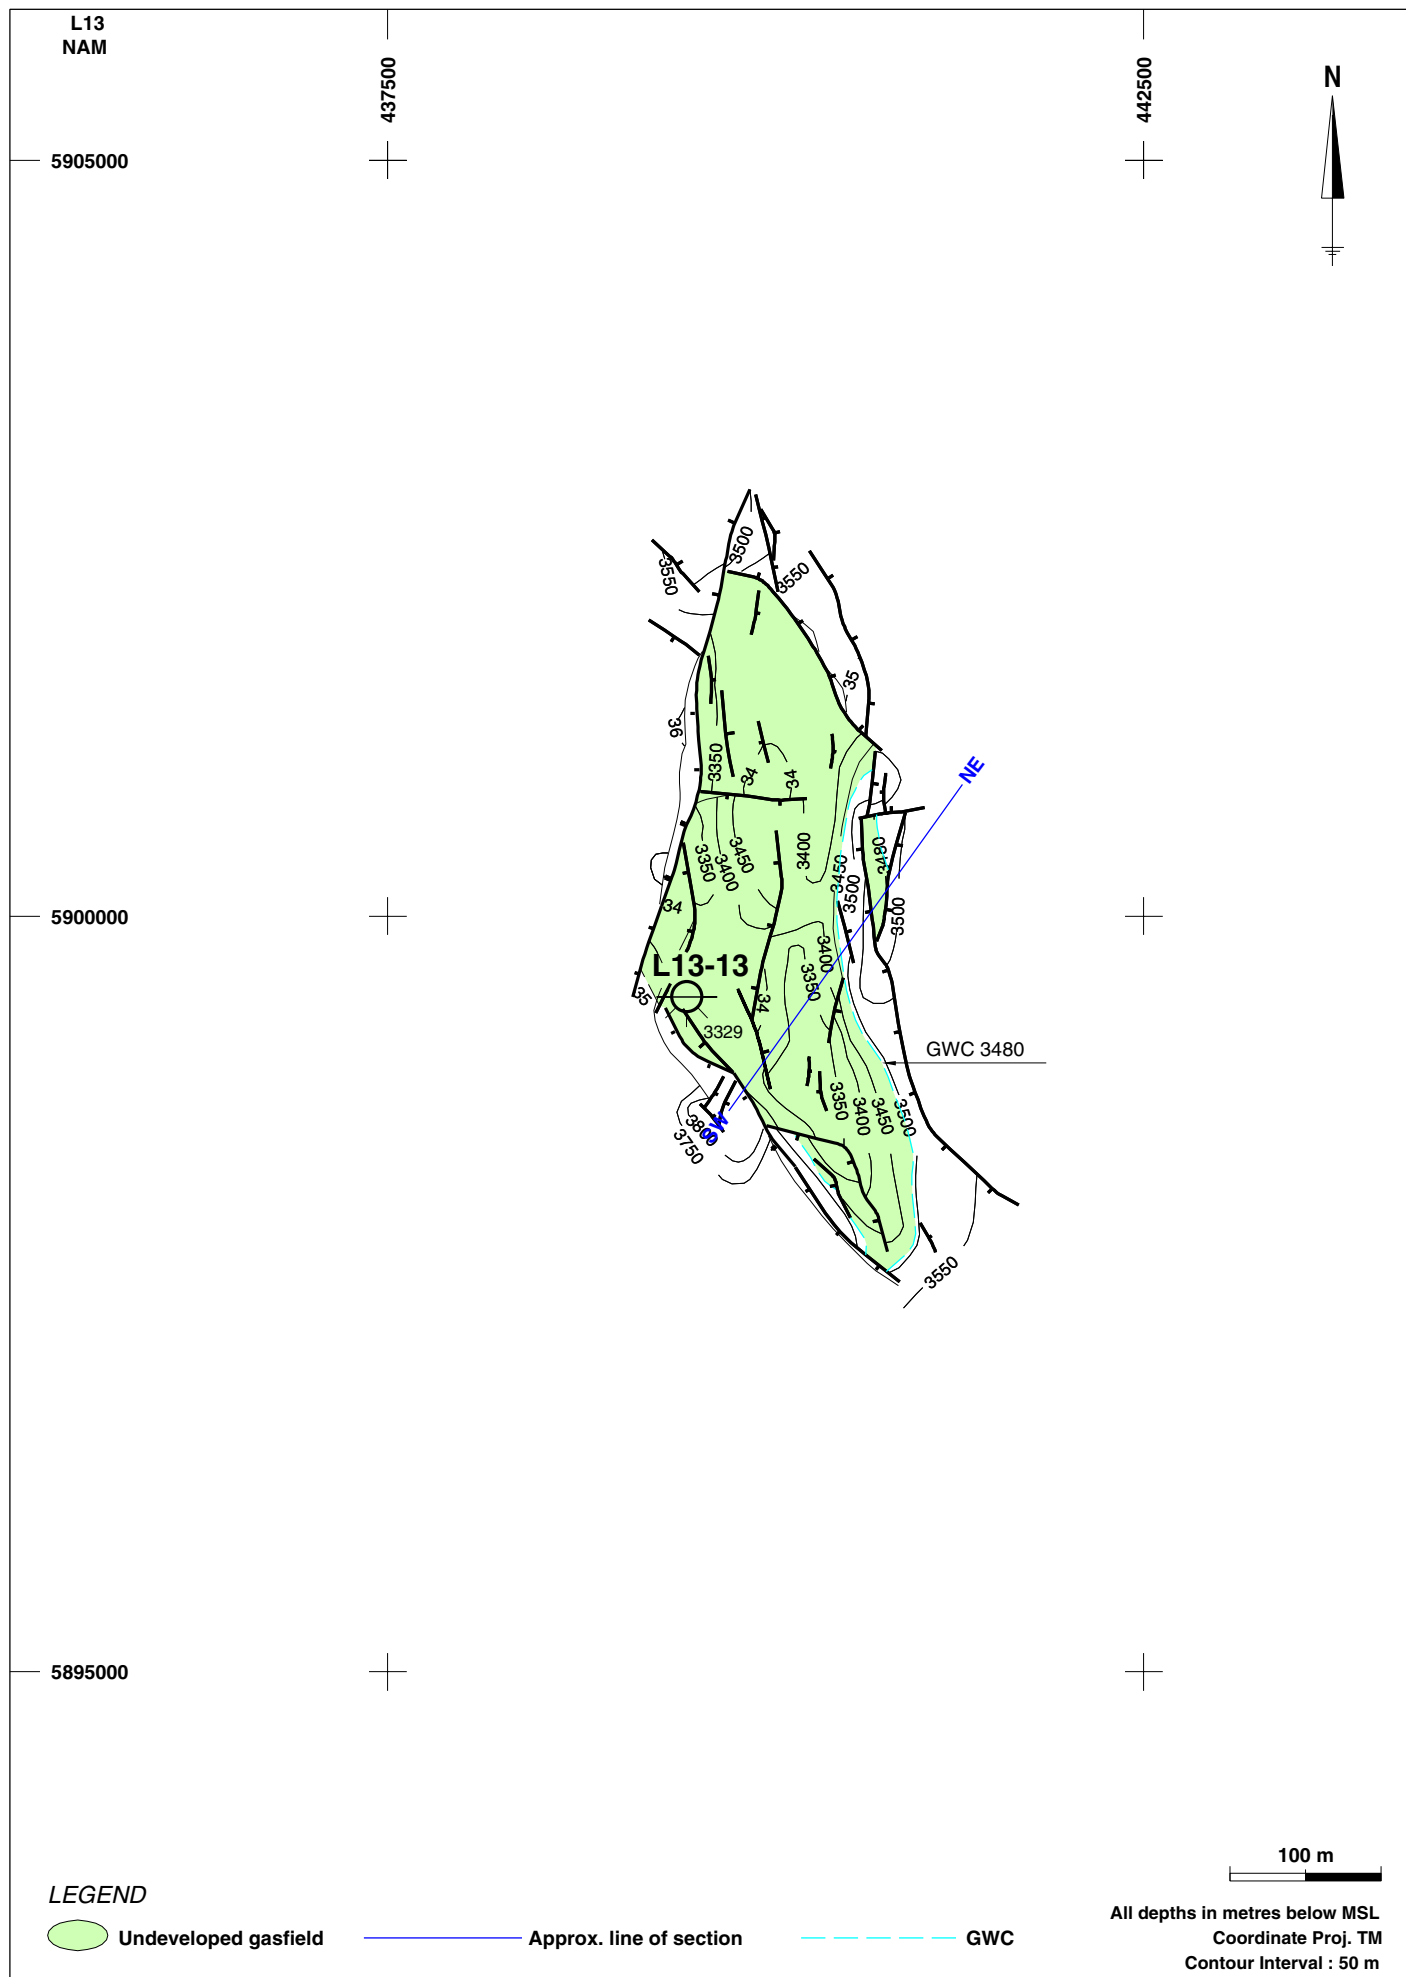 L13
NAM
437500
442500
N
5905000
3500
3550
3550
35
36
3350
34
34
NE
3350
3400
3450
3400
3450
3500
3480
3500
34
5900000
L13-13
3400
3350
35
34
3329
GWC 3480
3350
3400
3450
3500
3800
SW
3750
3550
5895000
100 m
LEGEND
Undeveloped gasfield
Approx. line of section
GWC
All depths in metres below MSL
Coordinate Proj. TM
Contour Interval : 50 m